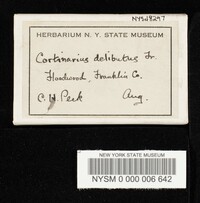 NYSM8297
HERBARIUM N. Y. STATE MUSEUM
Cortinarius delibutus Fr.
Floodwood, Franklin Co.
C. H. Peck Aug.
NEW YORK STATE MUSEUM
NYSM 0 000 006 642